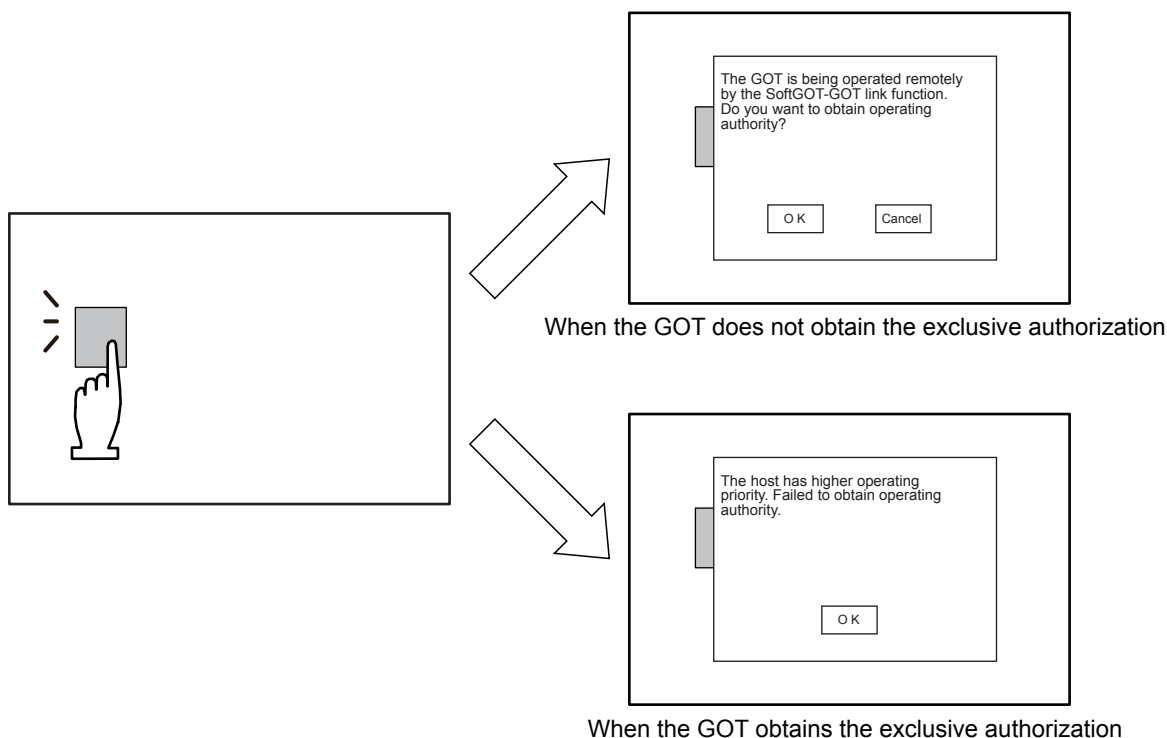 The GOT is being operated remotely
by the SoftGOT-GOT link function.
Do you want to obtain operating
authority?
O K
Cancel
When the GOT does not obtain the exclusive authorization
The host has higher operating
priority. Failed to obtain operating
authority.
O K
When the GOT obtains the exclusive authorization